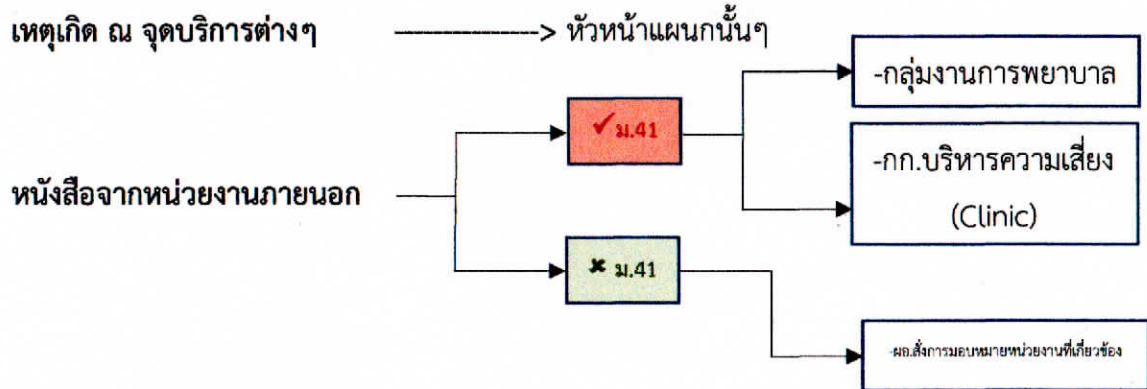 เหตุเกิด ณ จุดบริการต่างๆ -------------> หัวหน้าแผนกนั้นๆ
-กลุ่มงานการพยาบาล
✓ ม.41
-กก.บริหารความเสี่ยง
(Clinic)
หนังสือจากหน่วยงานภายนอก
✗ ม.41
-ผอ.สั่งการมอบหมายหน่วยงานที่เกี่ยวข้อง